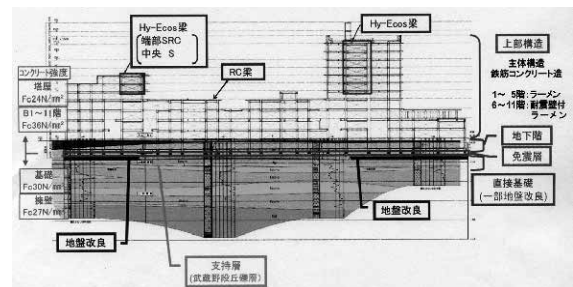 Hy-Ecos梁
端部SRC
中央 S
Hy-Ecos梁
RC梁
コンクリート強度
塔屋
Fc24N/m㎡
B1～11階
Fc36N/m㎡
基礎
Fc30N/m㎡
擁壁
Fc27N/m㎡
上部構造
主体構造
鉄筋コンクリート造
1～ 5階:ラーメン
6～11階:耐震壁付
ラーメン
地下階
免震層
直接基礎
(一部地盤改良)
地盤改良
地盤改良
支持層
(武蔵野段丘礫層)